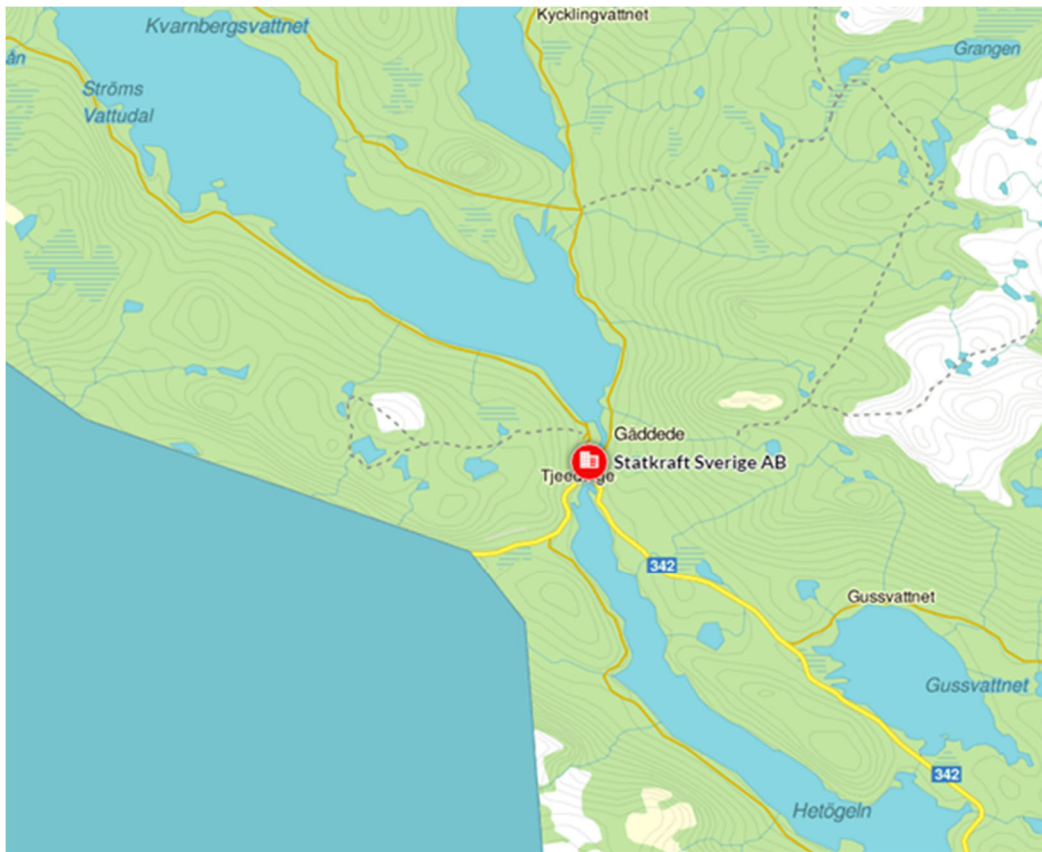 Kycklingvattnet
Kvarnbergsvattnet
Grangen
ån
Ströms
Vattudal
Gäddede
Statkraft Sverige AB
342
Gussvattnet
Gussvattnet
342
Hetögeln